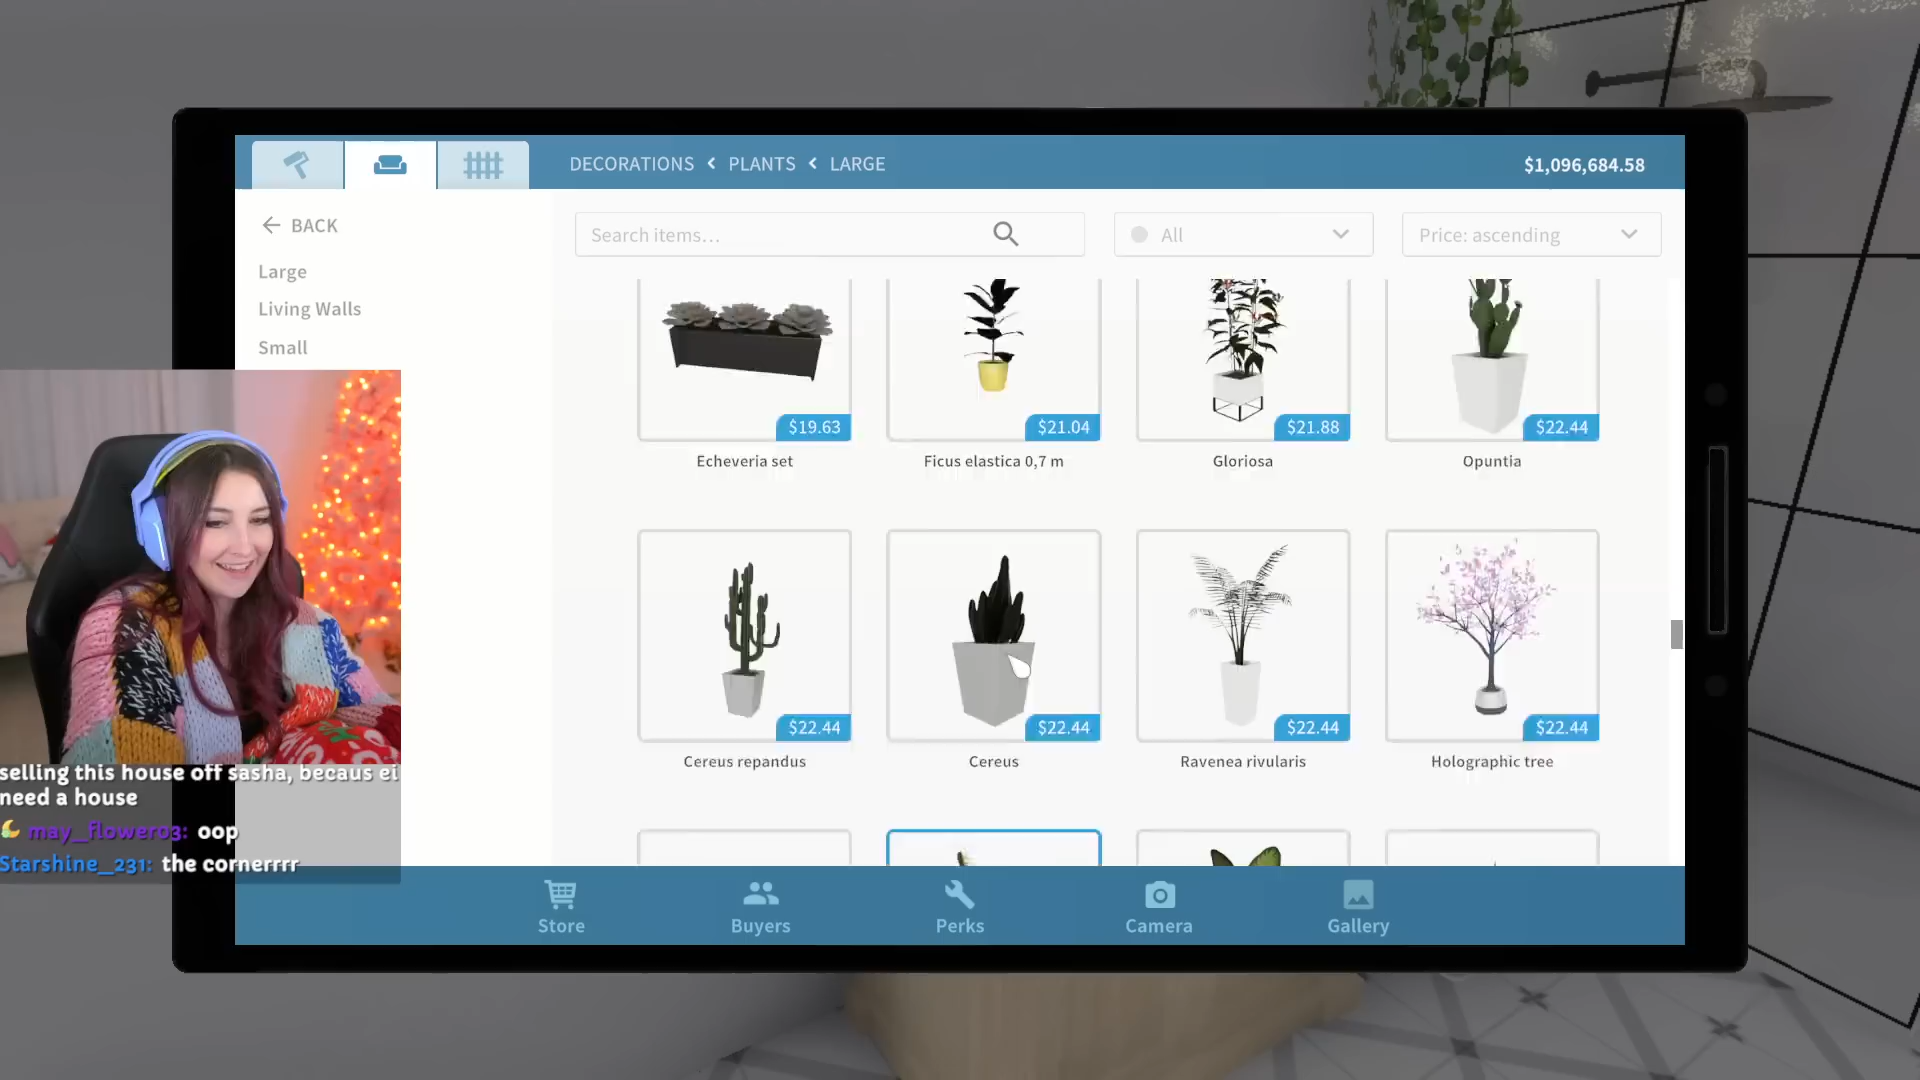 DECORATIONS < PLANTS < LARGE
$1,096,684.58
BACK
Large
Living Walls
Small
Search items...
All
Price: ascending
$19.63
$21.04
$21.88
$22.44
Echeveria set
Ficus elastica 0,7 m
Gloriosa
Opuntia
$22.44
$22.44
$22.44
$22.44
Cereus repandus
Cereus
Ravenea rivularis
Holographic tree
selling this house off sasha, becaus ei
need a house
may_flower03: oop
Starshine_231: the cornerrrr
Store
Buyers
Perks
Camera
Gallery